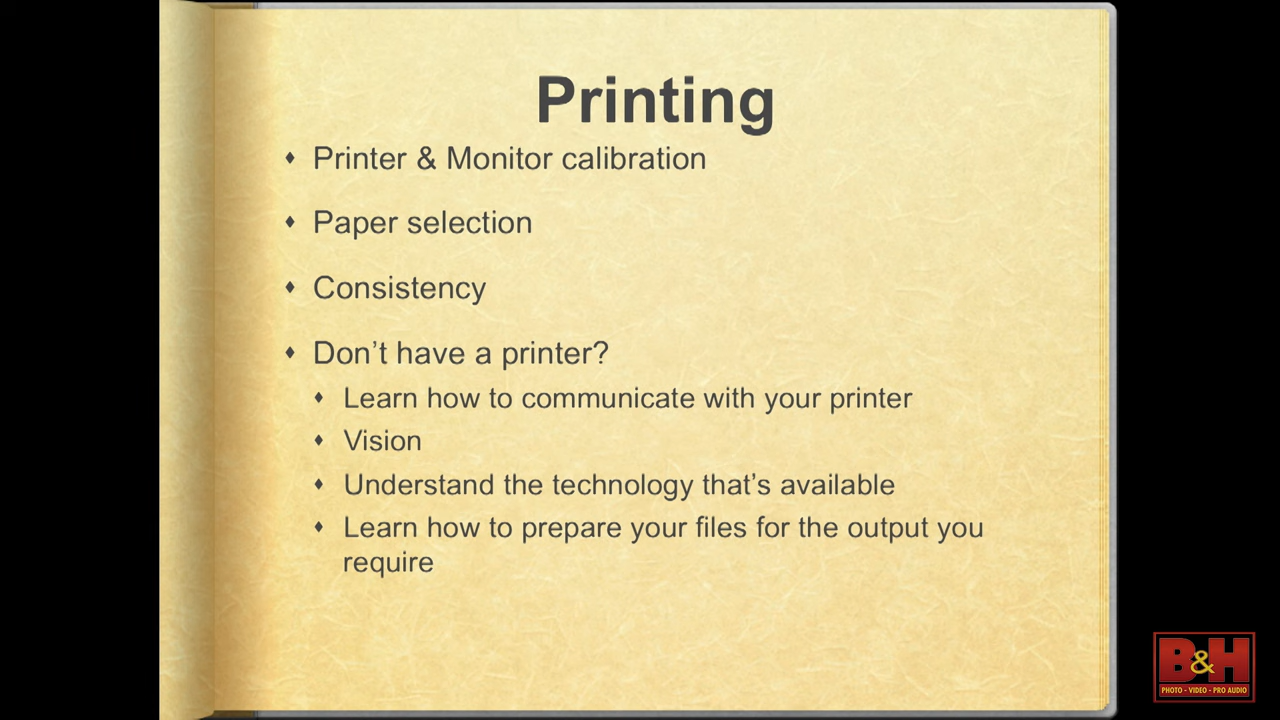 Printing
♦ Printer & Monitor calibration
♦ Paper selection
♦ Consistency
♦ Don’t have a printer?
♦ Learn how to communicate with your printer
♦ Vision
♦ Understand the technology that’s available
♦ Learn how to prepare your files for the output you
require
B&H
PHOTO - VIDEO - PRO AUDIO